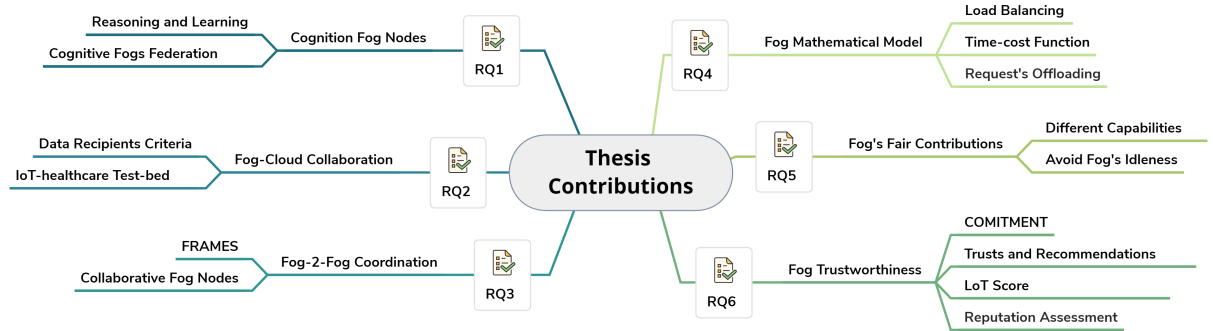 Thesis
Contributions
RQ1
Cognition Fog Nodes
Reasoning and Learning
Cognitive Fogs Federation
RQ2
Fog-Cloud Collaboration
Data Recipients Criteria
IoT-healthcare Test-bed
RQ3
Fog-2-Fog Coordination
FRAMES
Collaborative Fog Nodes
RQ4
Fog Mathematical Model
Load Balancing
Time-cost Function
Request's Offloading
RQ5
Fog's Fair Contributions
Different Capabilities
Avoid Fog's Idleness
RQ6
Fog Trustworthiness
COMITMENT
Trusts and Recommendations
LoT Score
Reputation Assessment